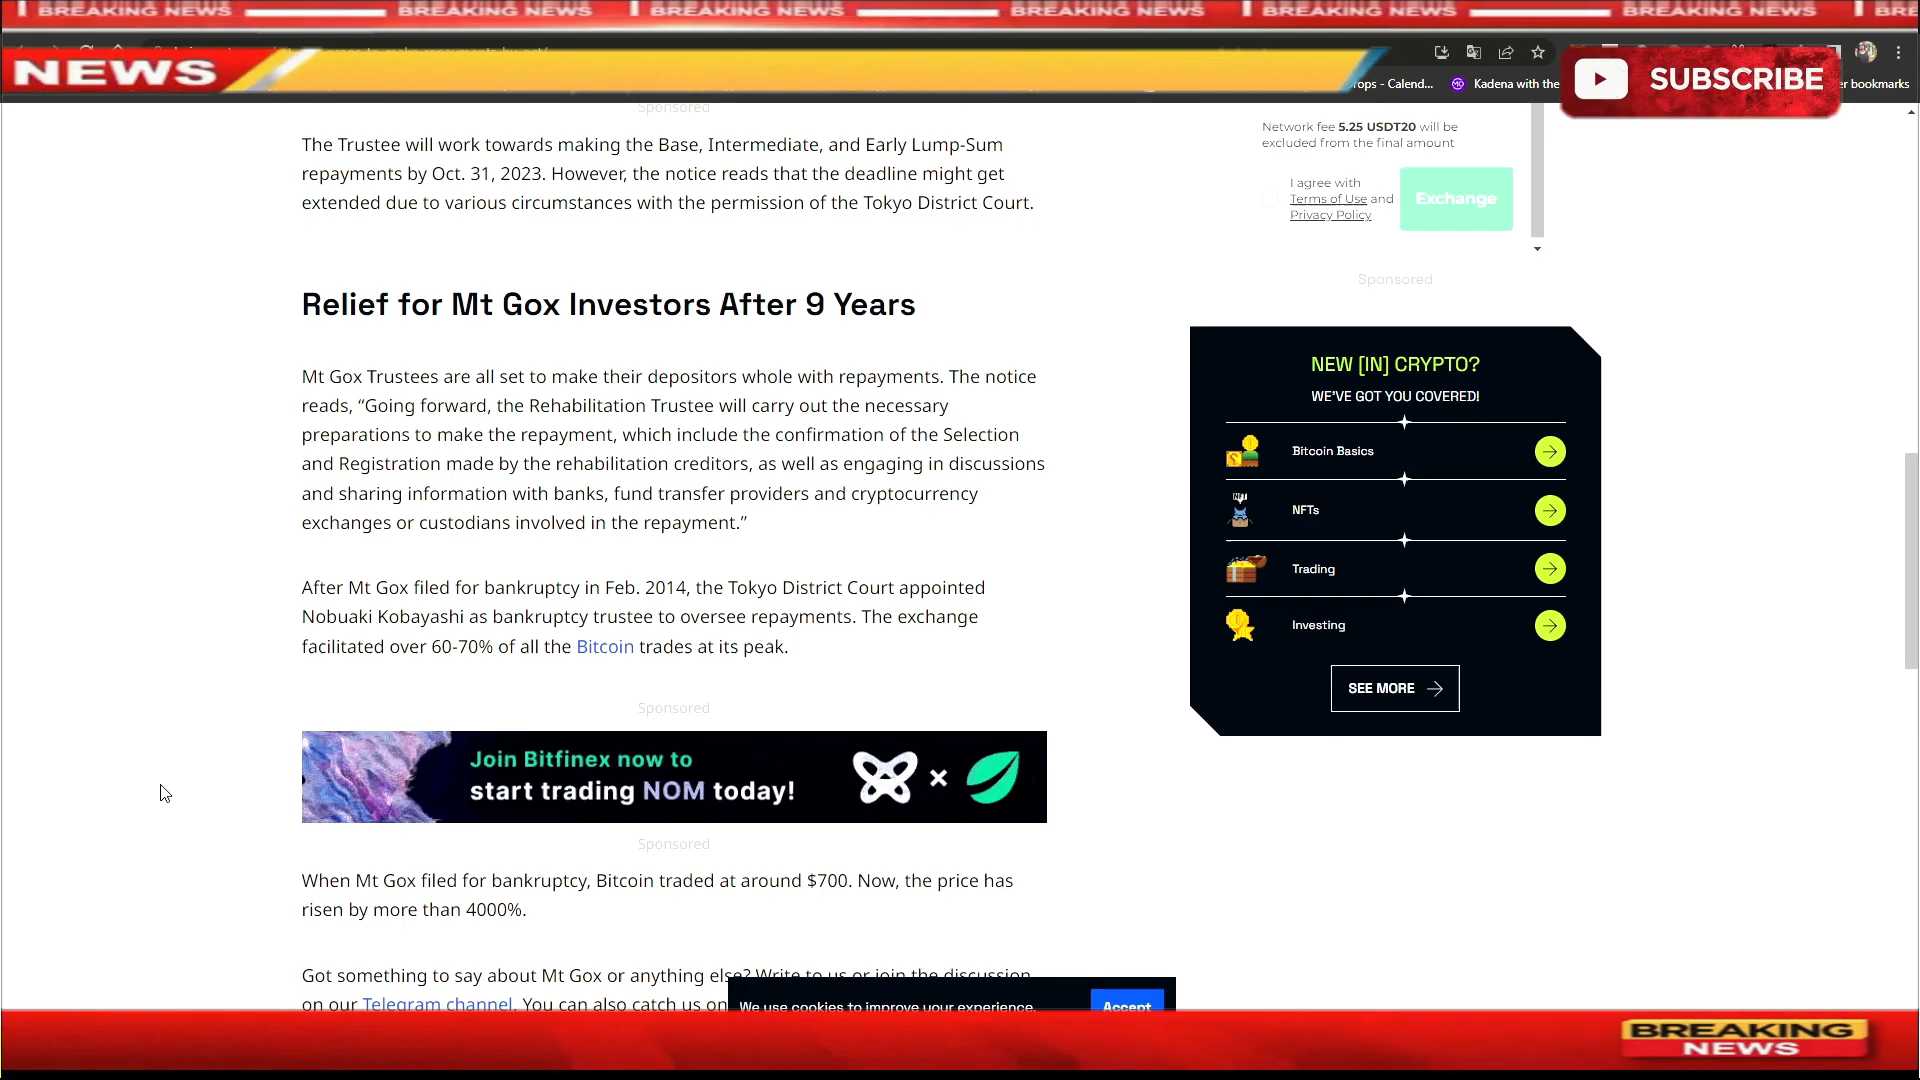 BREAKING NEWS BREAKING NEWS BREAKING NEWS BREAKING NEWS BREAKING NEWS BREAKING NEWS
NEWS
SUBSCRIBE
rops - Calend...
Kadena with the
er bookmarks
Sponsored
The Trustee will work towards making the Base, Intermediate, and Early Lump-Sum
repayments by Oct. 31, 2023. However, the notice reads that the deadline might get
extended due to various circumstances with the permission of the Tokyo District Court.
Network fee 5.25 USDT20 will be
excluded from the final amount
I agree with
Terms of Use and
Privacy Policy
Exchange
Sponsored
Relief for Mt Gox Investors After 9 Years
Mt Gox Trustees are all set to make their depositors whole with repayments. The notice
reads, “Going forward, the Rehabilitation Trustee will carry out the necessary
preparations to make the repayment, which include the confirmation of the Selection
and Registration made by the rehabilitation creditors, as well as engaging in discussions
and sharing information with banks, fund transfer providers and cryptocurrency
exchanges or custodians involved in the repayment.”
After Mt Gox filed for bankruptcy in Feb. 2014, the Tokyo District Court appointed
Nobuaki Kobayashi as bankruptcy trustee to oversee repayments. The exchange
facilitated over 60-70% of all the Bitcoin trades at its peak.
NEW [IN] CRYPTO?
WE'VE GOT YOU COVERED!
Bitcoin Basics
NFTs
Trading
Investing
SEE MORE
Sponsored
Join Bitfinex now to
start trading NOM today!
Sponsored
When Mt Gox filed for bankruptcy, Bitcoin traded at around $700. Now, the price has
risen by more than 4000%.
Got something to say about Mt Gox or anything else? Write to us or join the discussion
on our Telegram channel. You can also catch us on
We use cookies to improve your experience.
Accept
BREAKING
NEWS